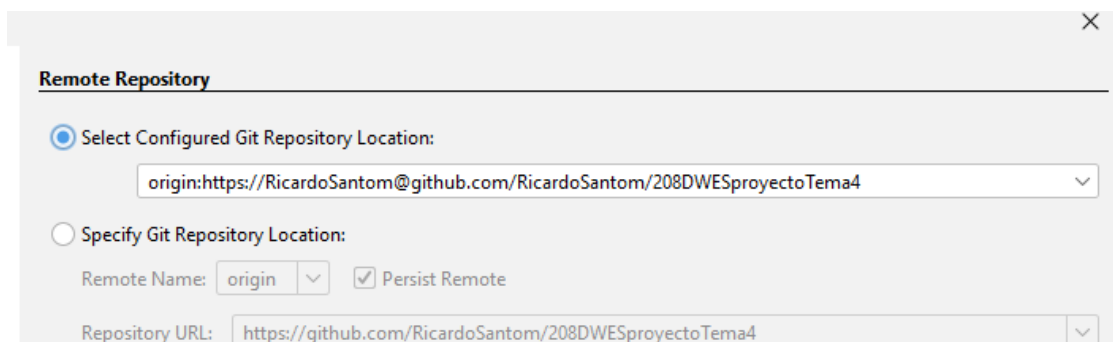 Remote Repository
Select Configured Git Repository Location:
origin:https://RicardoSantom@github.com/RicardoSantom/208DWESproyectoTema4
Specify Git Repository Location:
Remote Name: origin Persist Remote
Repository URL: https://github.com/RicardoSantom/208DWESproyectoTema4